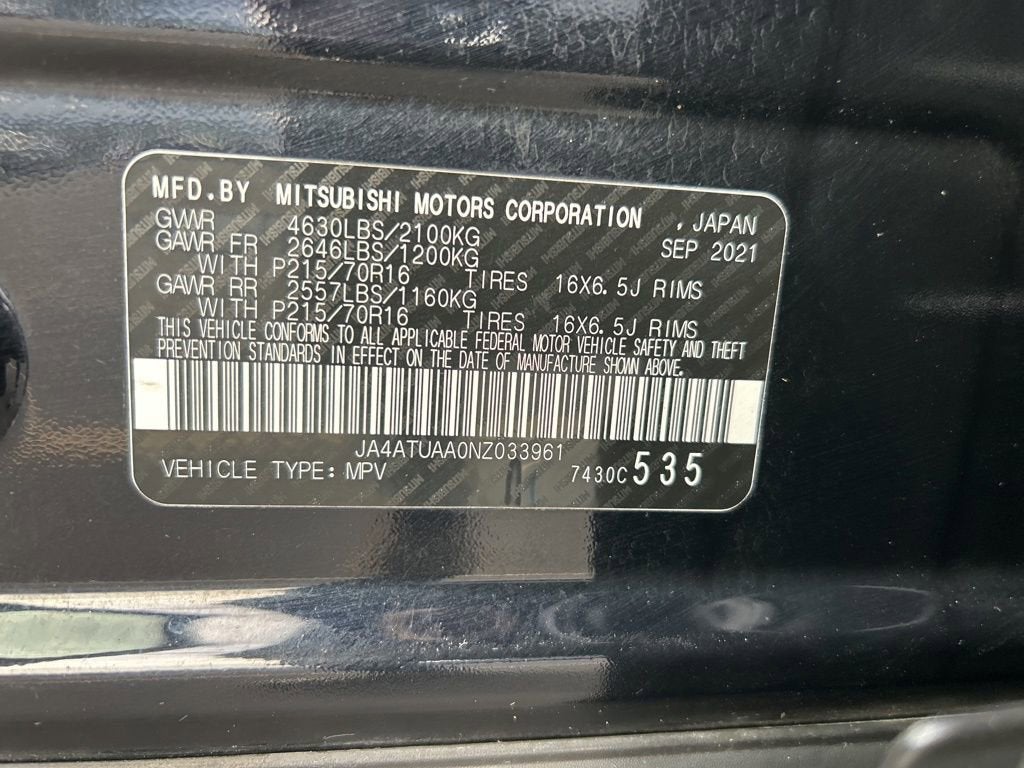 MFD.BY MITSUBISHI MOTORS CORPORATION , JAPAN
GVWR 4630LBS/2100KG SEP 2021
GAWR FR 2646LBS/1200KG
WITH P215/70R16 TIRES 16X6.5J RIMS
GAWR RR 2557LBS/1160KG
WITH P215/70R16 TIRES 16X6.5J RIMS
THIS VEHICLE CONFORMS TO ALL APPLICABLE FEDERAL MOTOR VEHICLE SAFETY AND THEFT
PREVENTION STANDARDS IN EFFECT ON THE DATE OF MANUFACTURE SHOWN ABOVE.
JA4ATUAA0NZ033961
VEHICLE TYPE: MPV 7430C 535